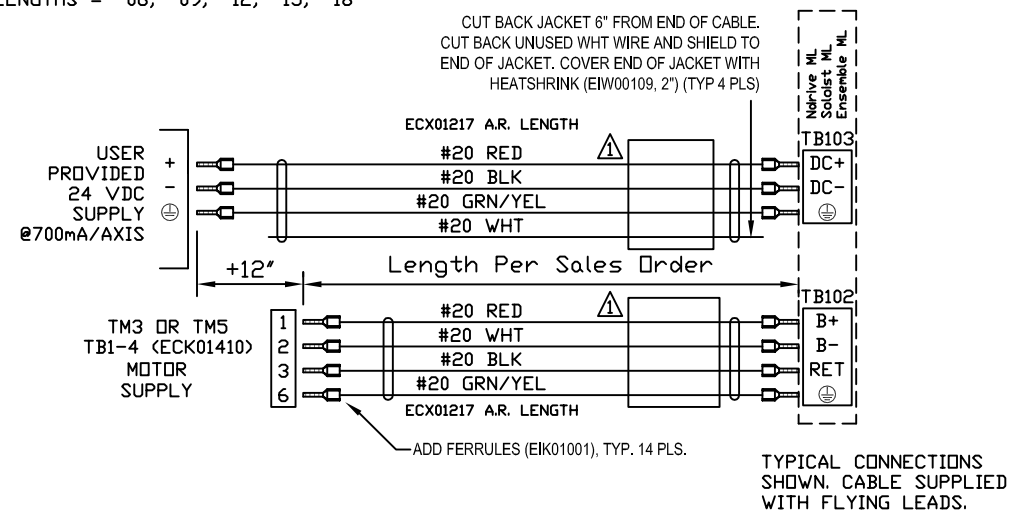 LENGTHS = 06, 09, 12, 15, 18
CUT BACK JACKET 6" FROM END OF CABLE.
CUT BACK UNUSED WHT WIRE AND SHIELD TO
END OF JACKET. COVER END OF JACKET WITH
HEATSHRINK (EIW00109, 2") (TYP 4 PLS)
Ndrive ML
Soloist ML
Ensemble ML
ECX01217 A.R. LENGTH
TB103
USER
PROVIDED
24 VDC
SUPPLY
@700mA/AXIS
+
-
#20 RED
1
#20 BLK
#20 GRN/YEL
#20 WHT
DC+
DC-
+12"
Length Per Sales Order
TB102
TM3 OR TM5
TB1-4 (ECK01410)
MOTOR
SUPPLY
1
2
3
6
#20 RED
1
#20 WHT
#20 BLK
#20 GRN/YEL
ECX01217 A.R. LENGTH
B+
B-
RET
ADD FERRULES (EIK01001), TYP. 14 PLS.
TYPICAL CONNECTIONS
SHOWN. CABLE SUPPLIED
WITH FLYING LEADS.